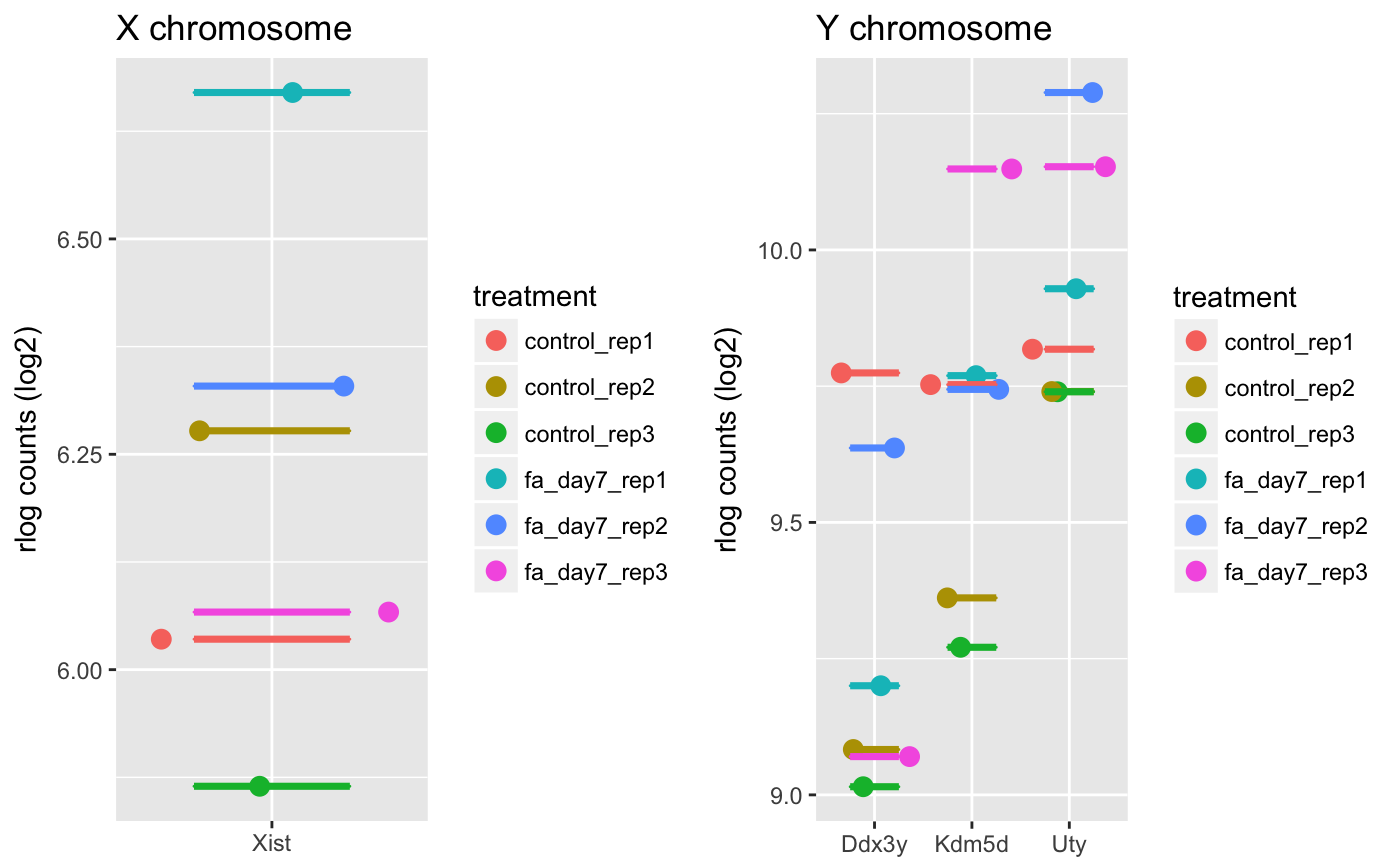 X chromosome
rlog counts (log2)
6.50
6.25
6.00
Xist
treatment
control_rep1
control_rep2
control_rep3
fa_day7_rep1
fa_day7_rep2
fa_day7_rep3
Y chromosome
rlog counts (log2)
10.0
9.5
9.0
Ddx3y Kdm5d Uty
treatment
control_rep1
control_rep2
control_rep3
fa_day7_rep1
fa_day7_rep2
fa_day7_rep3